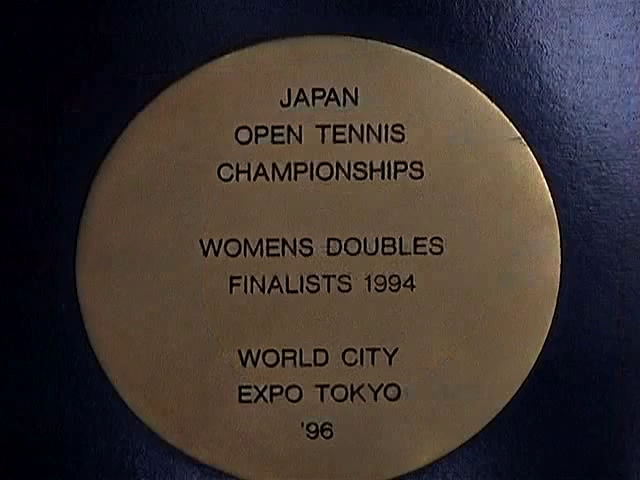 JAPAN
OPEN TENNIS
CHAMPIONSHIPS
WOMENS DOUBLES
FINALISTS 1994
WORLD CITY
EXPO TOKYO
'96